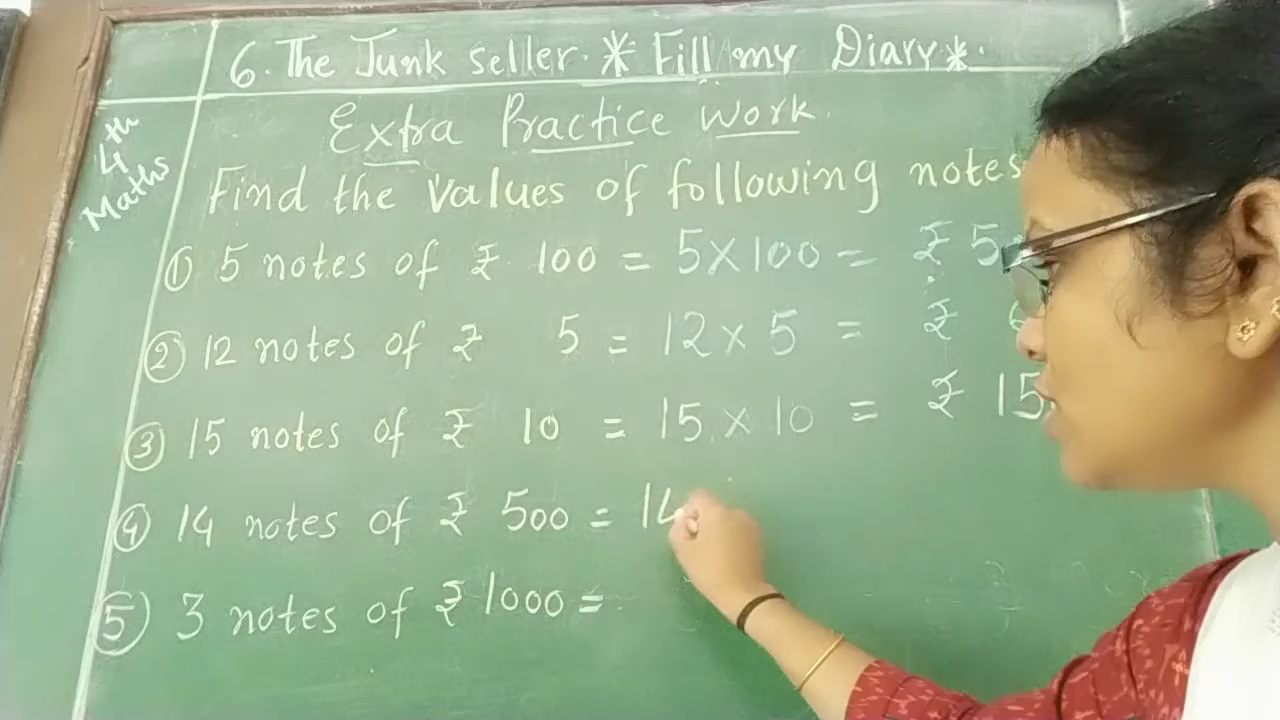 6. The Junk seller. * Fill my Diary *.
Extra Practice Work.
4th
Maths
Find the values of following notes
① 5 notes of ₹ 100 = 5 × 100 = ₹ 5
② 12 notes of ₹ 5 = 12 × 5 = ₹
③ 15 notes of ₹ 10 = 15 × 10 = ₹ 15
④ 14 notes of ₹ 500 = 14
⑤ 3 notes of ₹ 1000 =